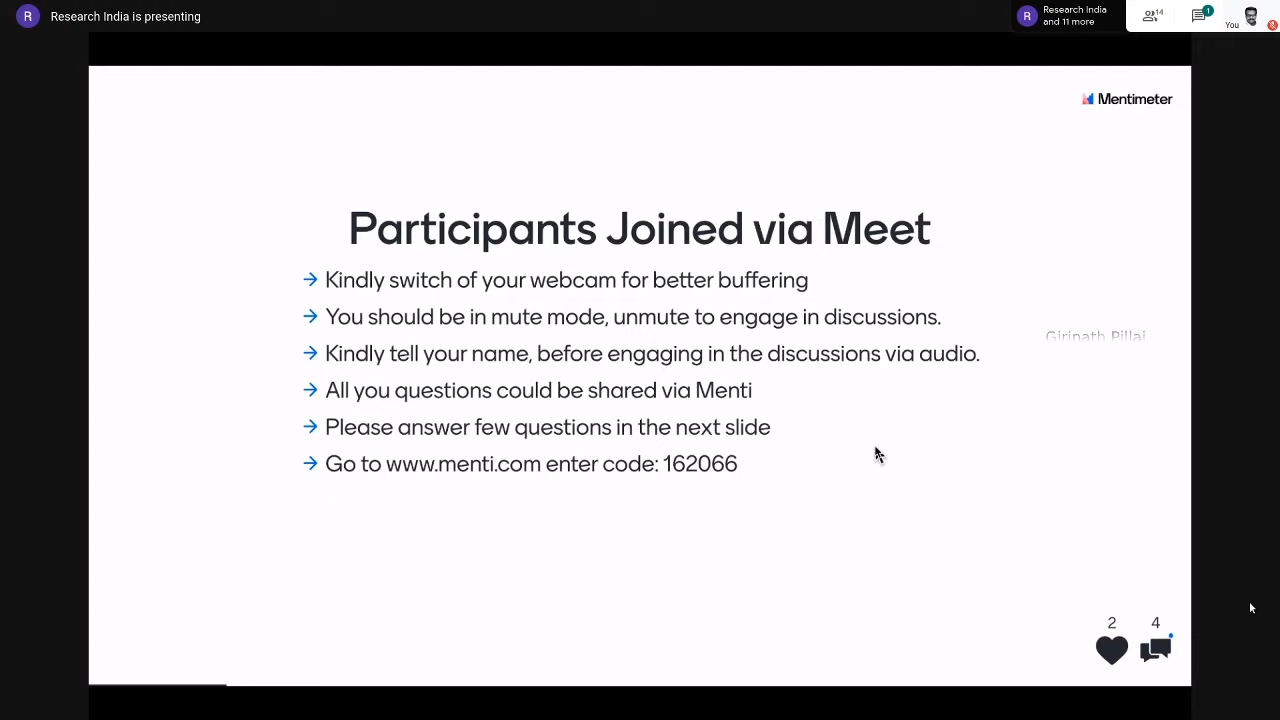 R Research India is presenting
R Research India
and 11 more
14
1
You
Mentimeter
Participants Joined via Meet
→ Kindly switch of your webcam for better buffering
→ You should be in mute mode, unmute to engage in discussions.
Girinath Pillai
→ Kindly tell your name, before engaging in the discussions via audio.
→ All you questions could be shared via Menti
→ Please answer few questions in the next slide
→ Go to www.menti.com enter code: 162066
2 4